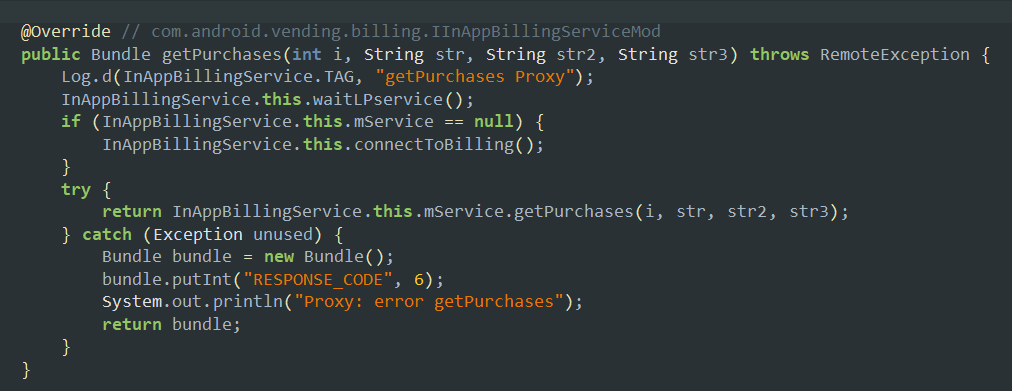 @Override // com.android.vending.billing.IInAppBillingServiceMod
public Bundle getPurchases(int i, String str, String str2, String str3) throws RemoteException {
    Log.d(InAppBillingService.TAG, "getPurchases Proxy");
    InAppBillingService.this.waitLPservice();
    if (InAppBillingService.this.mService == null) {
        InAppBillingService.this.connectToBilling();
    }
    try {
        return InAppBillingService.this.mService.getPurchases(i, str, str2, str3);
    } catch (Exception unused) {
        Bundle bundle = new Bundle();
        bundle.putInt("RESPONSE_CODE", 6);
        System.out.println("Proxy: error getPurchases");
        return bundle;
    }
}